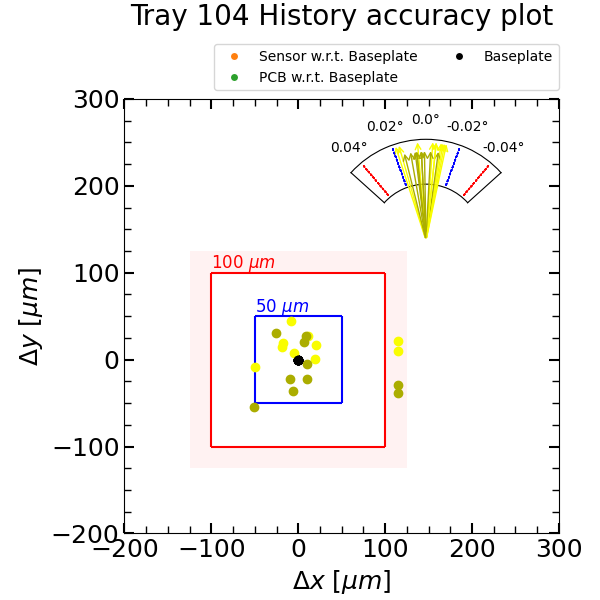 Tray 104 History accuracy plot
Sensor w.r.t. Baseplate
PCB w.r.t. Baseplate
Baseplate
0.04°
0.02°
0.0°
-0.02°
-0.04°
100 μm
50 μm
300
200
100
0
−100
−200
Δy [μm]
−200
−100
0
100
200
300
Δx [μm]